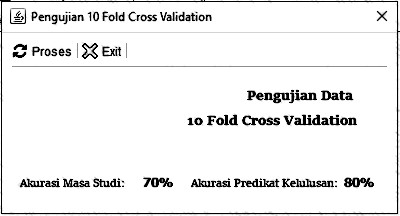 Pengujian 10 Fold Cross Validation
Proses Exit
Pengujian Data
10 Fold Cross Validation
Akurasi Masa Studi: 70% Akurasi Predikat Kelulusan: 80%